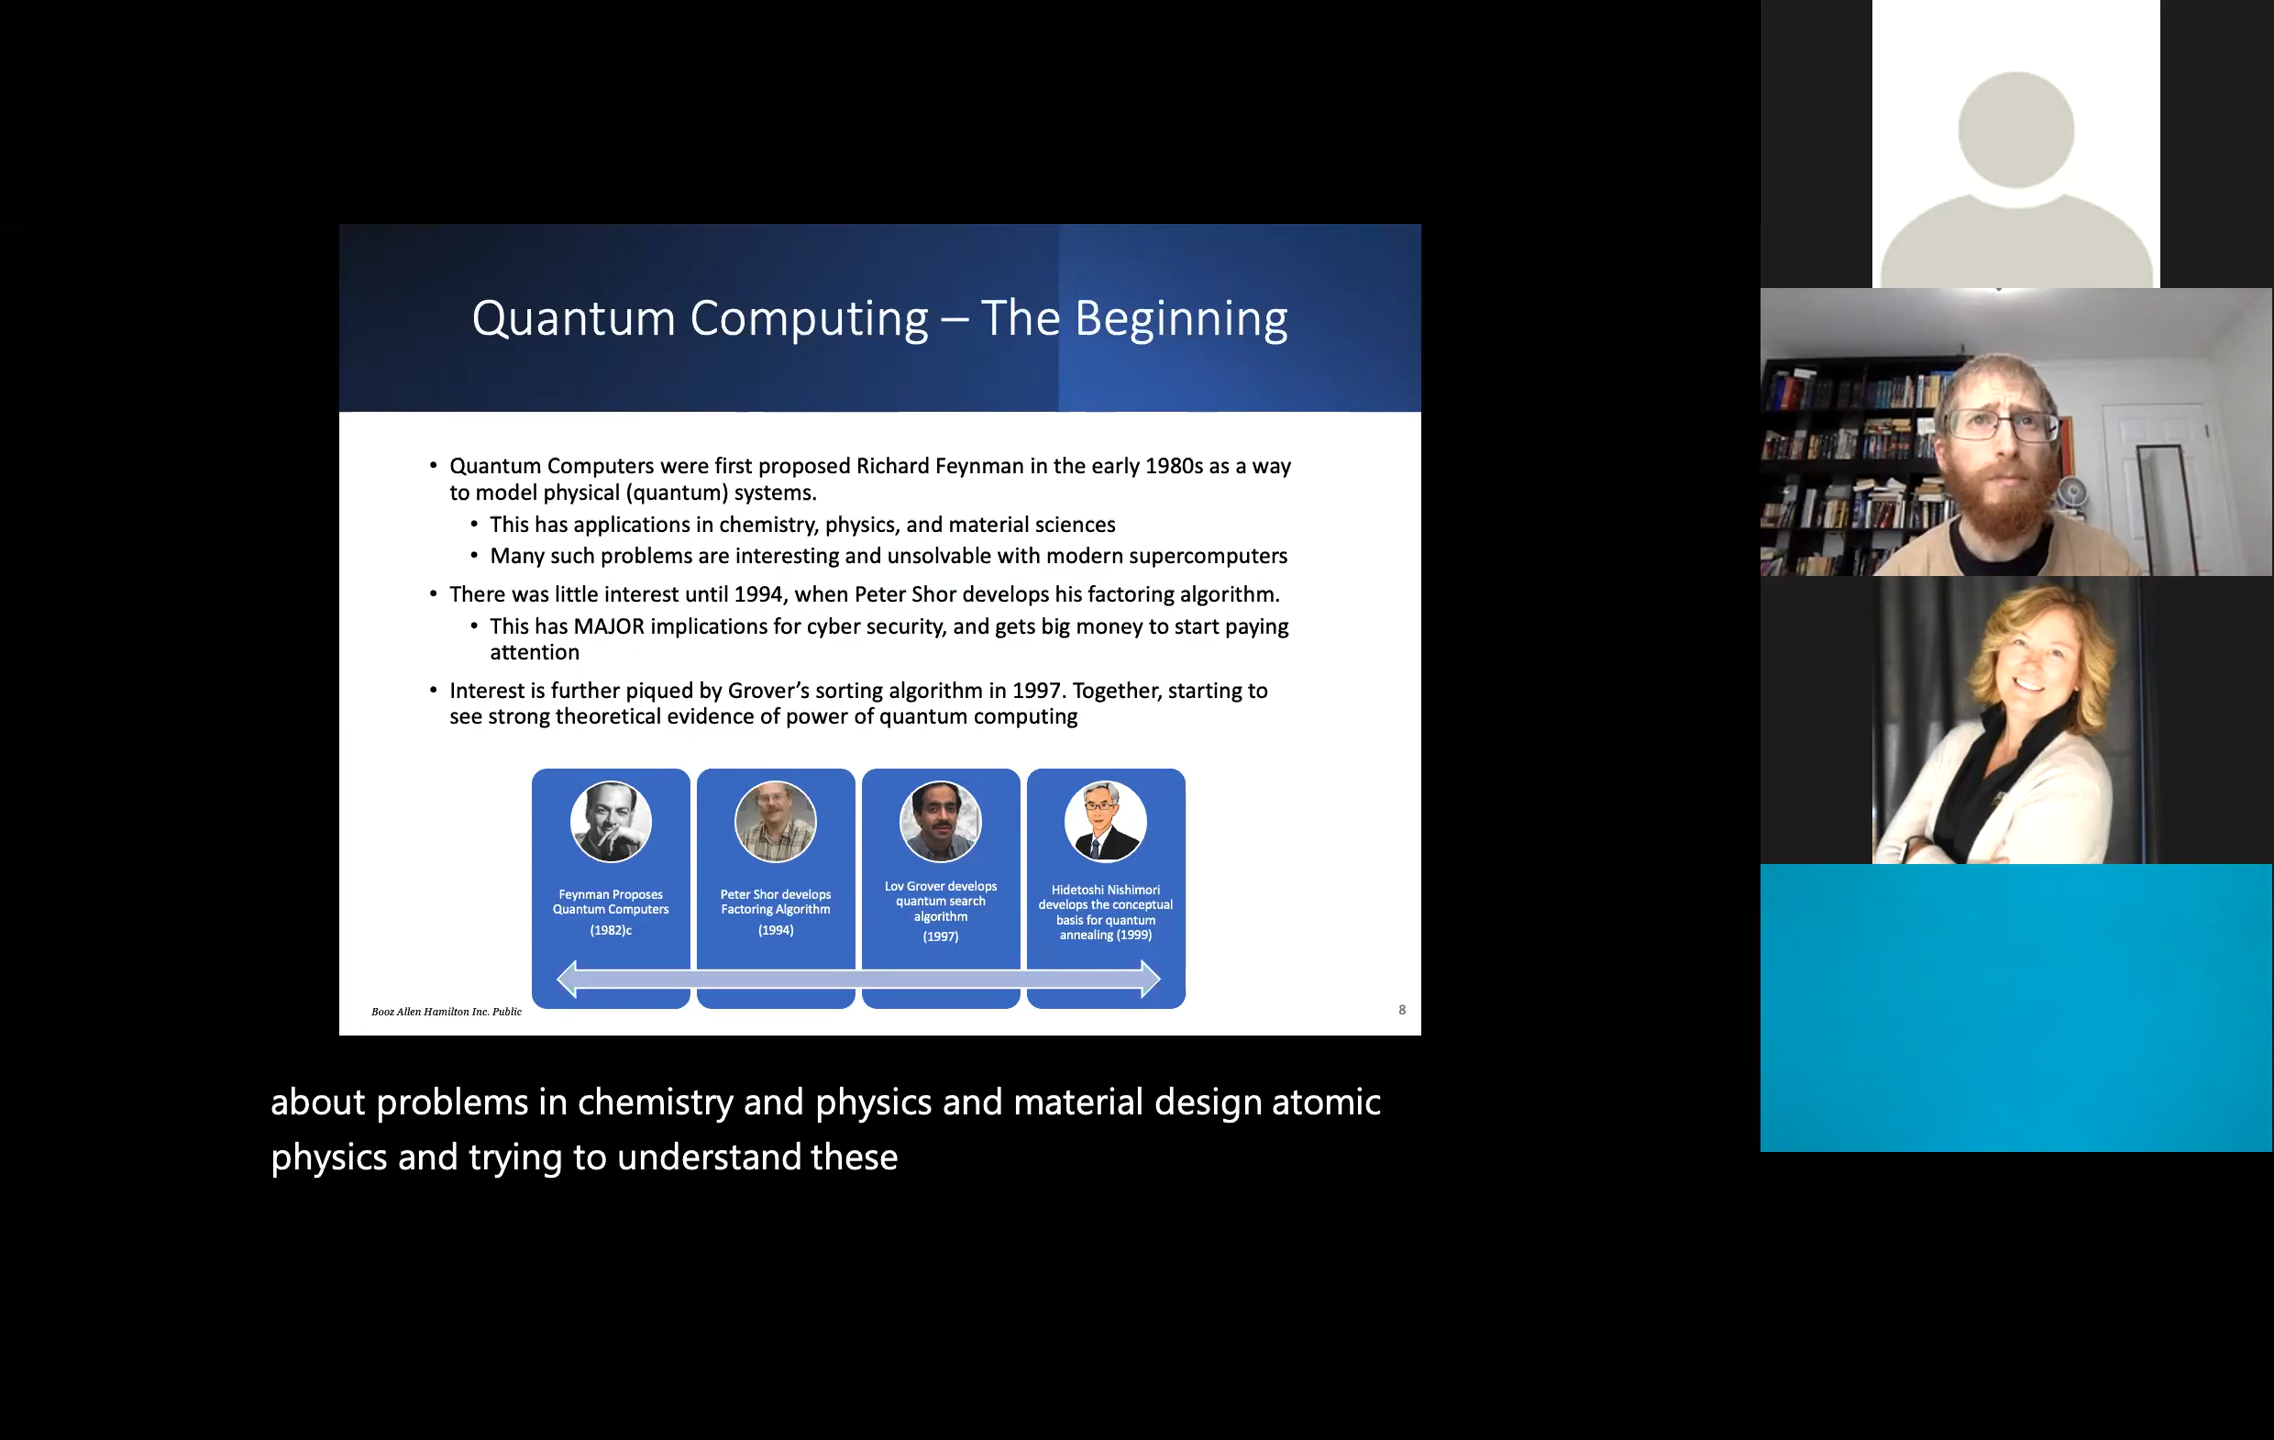 Quantum Computing – The Beginning
• Quantum Computers were first proposed Richard Feynman in the early 1980s as a way
to model physical (quantum) systems.
• This has applications in chemistry, physics, and material sciences
• Many such problems are interesting and unsolvable with modern supercomputers
• There was little interest until 1994, when Peter Shor develops his factoring algorithm.
• This has MAJOR implications for cyber security, and gets big money to start paying
attention
• Interest is further piqued by Grover’s sorting algorithm in 1997. Together, starting to
see strong theoretical evidence of power of quantum computing
Feynman Proposes
Quantum Computers
(1982)c
Peter Shor develops
Factoring Algorithm
(1994)
Lov Grover develops
quantum search
algorithm
(1997)
Hidetoshi Nishimori
develops the conceptual
basis for quantum
annealing (1999)
Booz Allen Hamilton Inc. Public
8
about problems in chemistry and physics and material design atomic
physics and trying to understand these